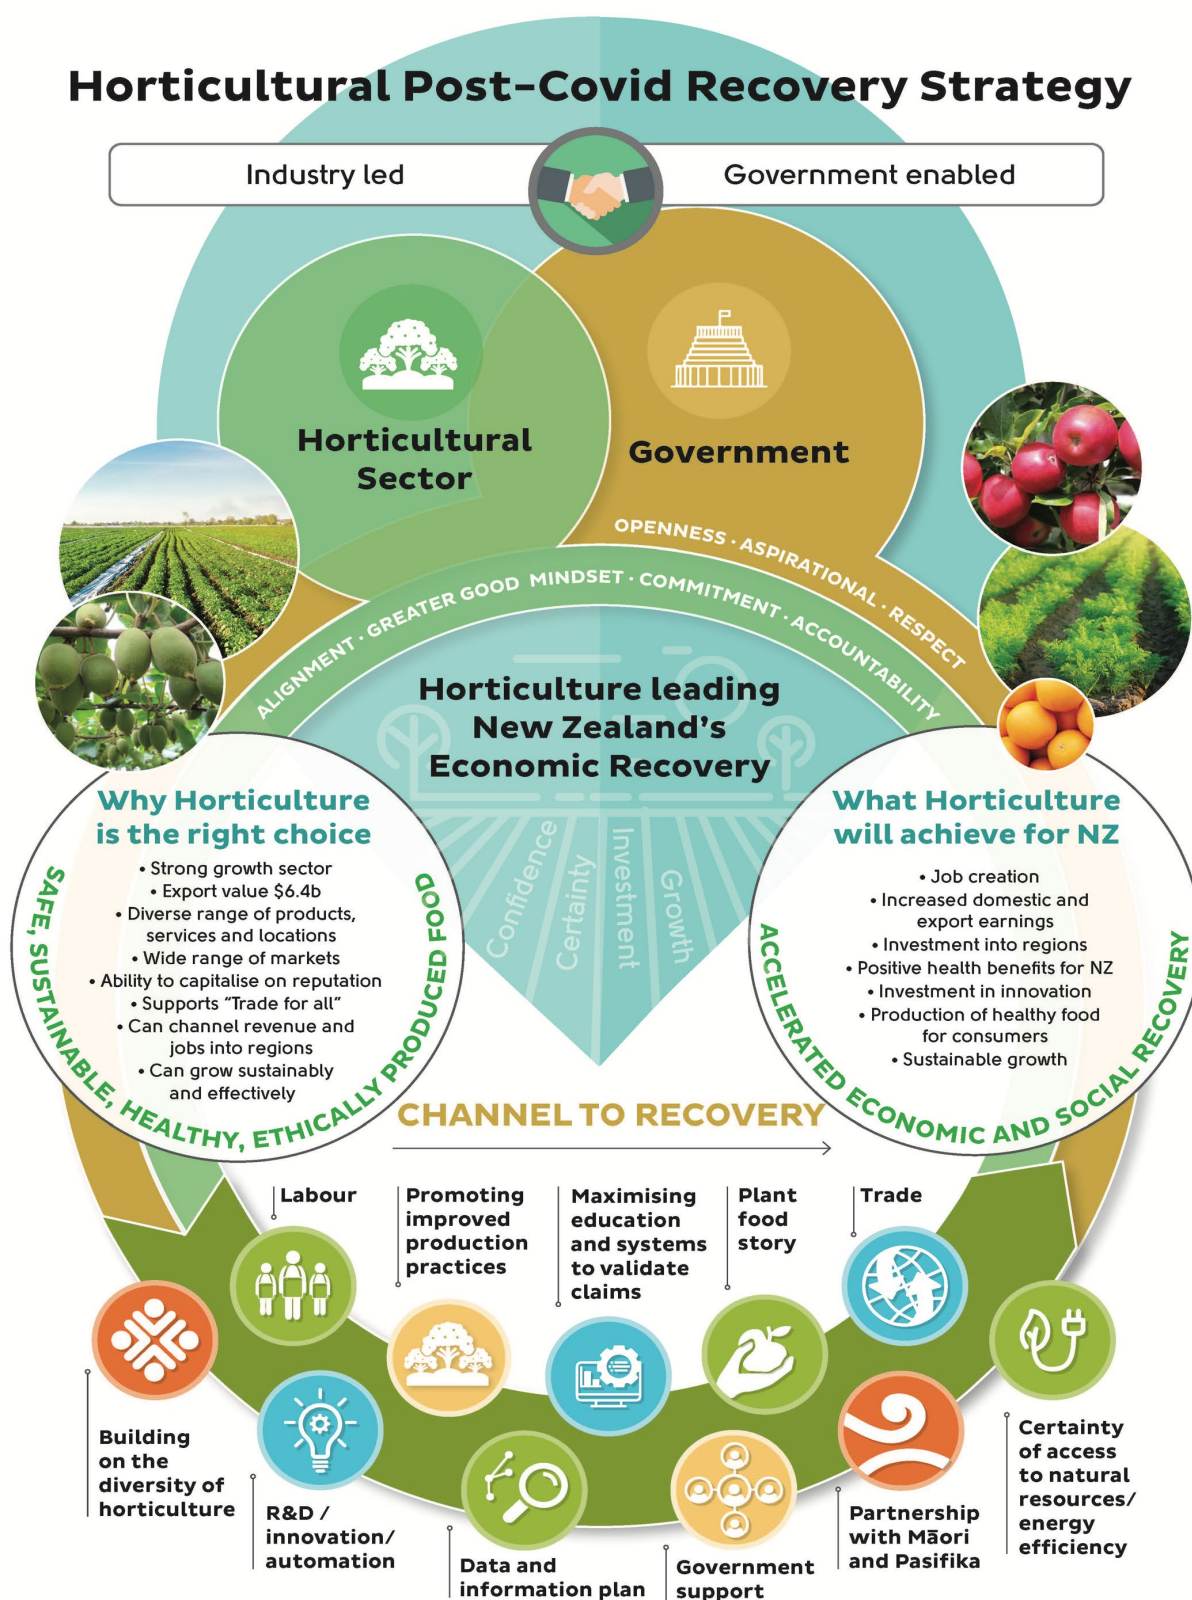 Horticultural Post-Covid Recovery Strategy
Industry led
Government enabled
Horticultural
Sector
Government
OPENNESS · ASPIRATIONAL · RESPECT
ALIGNMENT · GREATER GOOD MINDSET · COMMITMENT · ACCOUNTABILITY
Horticulture leading
New Zealand's
Economic Recovery
Confidence
Certainty
Investment
Growth
Why Horticulture
is the right choice
• Strong growth sector
• Export value $6.4b
• Diverse range of products,
services and locations
• Wide range of markets
• Ability to capitalise on reputation
• Supports "Trade for all"
• Can channel revenue and
jobs into regions
• Can grow sustainably
and effectively
SAFE, SUSTAINABLE, HEALTHY, ETHICALLY PRODUCED FOOD
What Horticulture
will achieve for NZ
• Job creation
• Increased domestic and
export earnings
• Investment into regions
• Positive health benefits for NZ
• Investment in innovation
• Production of healthy food
for consumers
• Sustainable growth
ACCELERATED ECONOMIC AND SOCIAL RECOVERY
CHANNEL TO RECOVERY
Labour
Promoting
improved
production
practices
Maximising
education
and systems
to validate
claims
Plant
food
story
Trade
Building
on the
diversity of
horticulture
R&D /
innovation/
automation
Data and
information plan
Government
support
Partnership
with Māori
and Pasifika
Certainty
of access
to natural
resources/
energy
efficiency